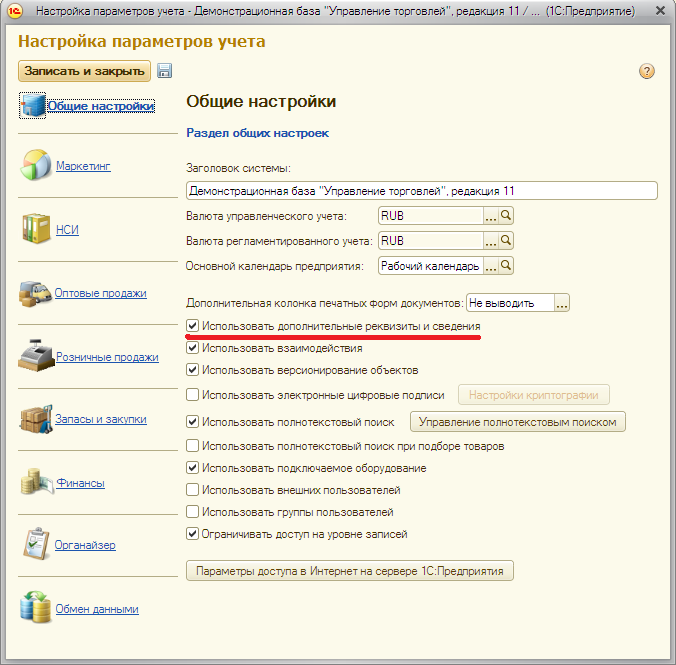 Настройка параметров учета - Демонстрационная база "Управление торговлей", редакция 11 / ... (1С:Предприятие)
Настройка параметров учета
Записать и закрыть
?
Общие настройки
Маркетинг
НСИ
Оптовые продажи
Розничные продажи
Запасы и закупки
Финансы
Органайзер
Обмен данными
Общие настройки
Раздел общих настроек
Заголовок системы:
Демонстрационная база "Управление торговлей", редакция 11
Валюта управленческого учета: RUB ...
Валюта регламентированного учета: RUB ...
Основной календарь предприятия: Рабочий календарь ...
Дополнительная колонка печатных форм документов: Не выводить ...
Использовать дополнительные реквизиты и сведения
Использовать взаимодействия
Использовать версионирование объектов
Использовать электронные цифровые подписи Настройки криптографии
Использовать полнотекстовый поиск Управление полнотекстовым поиском
Использовать полнотекстовый поиск при подборе товаров
Использовать подключаемое оборудование
Использовать внешних пользователей
Использовать группы пользователей
Ограничивать доступ на уровне записей
Параметры доступа в Интернет на сервере 1С:Предприятия